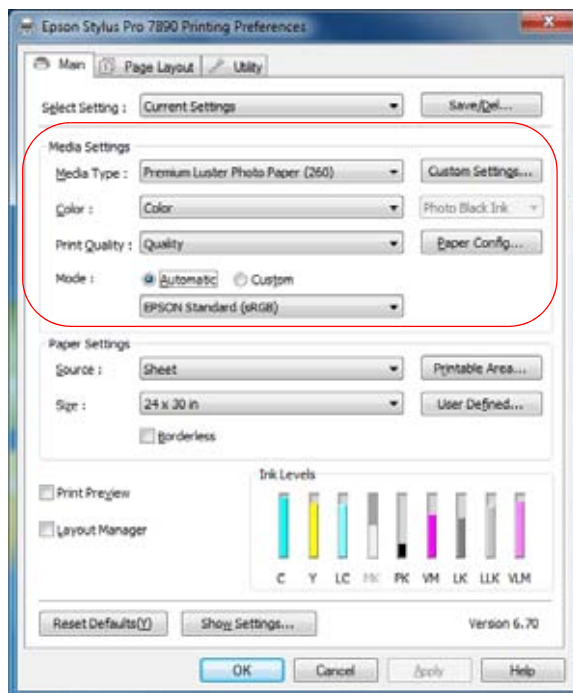 Epson Stylus Pro 7890 Printing Preferences
Main Page Layout Utility
Select Setting : Current Settings Save/Del...
Media Settings
Media Type : Premium Luster Photo Paper (260) Custom Settings...
Color : Color Photo Black Ink
Print Quality : Quality Paper Config...
Mode : Automatic Custom
EPSON Standard (sRGB)
Paper Settings
Source : Sheet Printable Area...
Size : 24 x 30 in User Defined...
Borderless
Print Preview
Ink Levels
Layout Manager
C Y LC MK PK VM LK LLK VLM
Reset Defaults(Y) Show Settings... Version 6.70
OK Cancel Apply Help